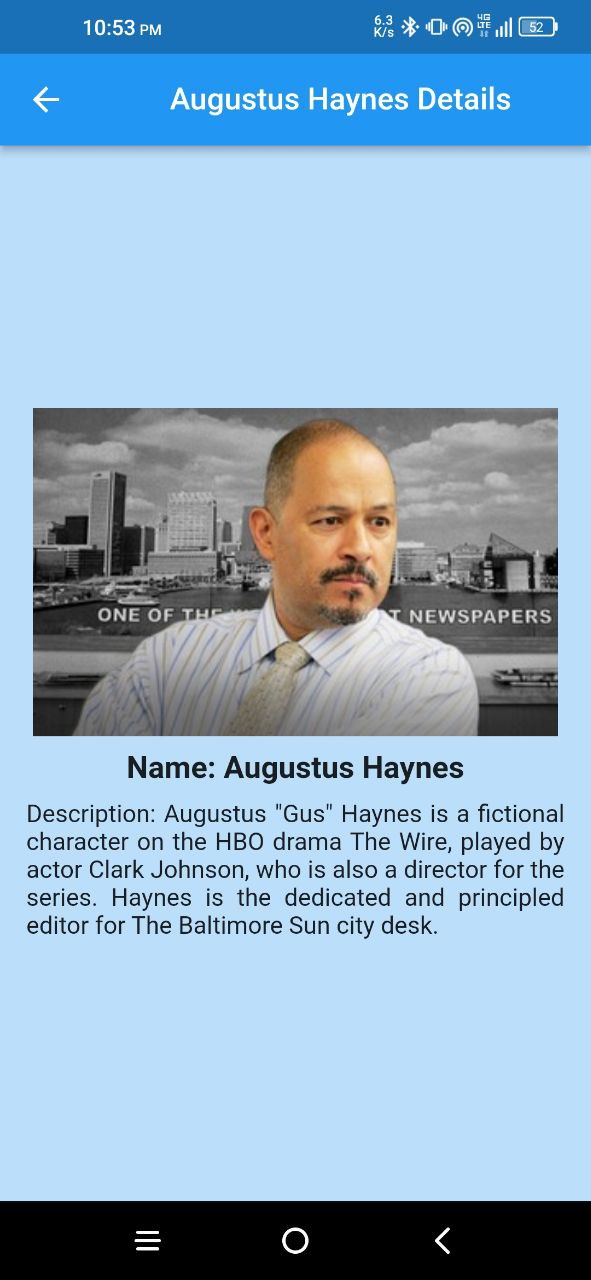 10:53 PM
6.3
K/s
4G
LTE
52
Augustus Haynes Details
ONE OF THE
T NEWSPAPERS
Name: Augustus Haynes
Description: Augustus "Gus" Haynes is a fictional
character on the HBO drama The Wire, played by
actor Clark Johnson, who is also a director for the
series. Haynes is the dedicated and principled
editor for The Baltimore Sun city desk.